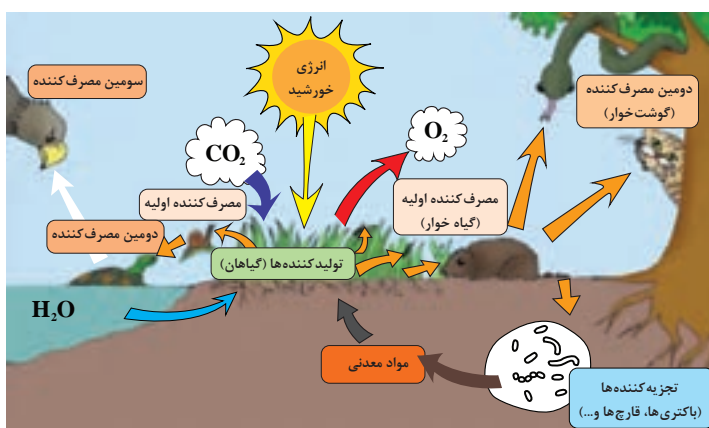 انرژی
خورشید
سومین مصرف‌کننده
دومین مصرف‌کننده
(گوشت‌خوار)
CO₂
O₂
مصرف‌کننده اولیه
مصرف‌کننده اولیه
(گیاه خوار)
دومین مصرف‌کننده
تولیدکننده‌ها (گیاهان)
H₂O
مواد معدنی
تجزیه‌کننده‌ها
(باکتری‌ها، قارچ‌ها و...)